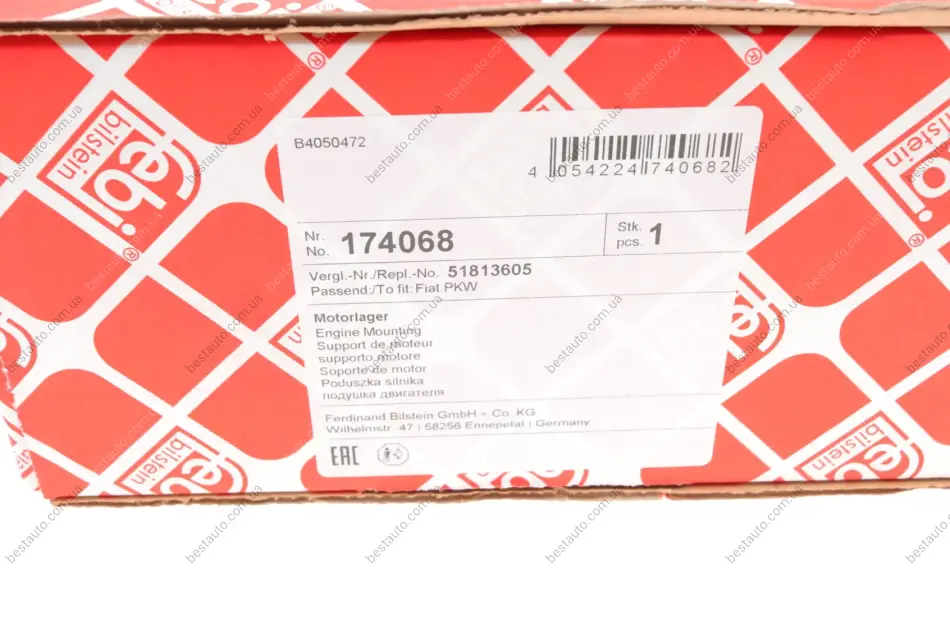 B4050472
4 054224 740682
Nr.
No. 174068
Stk.
pcs. 1
Vergl.-Nr./Repl.-No. 51813605
Passend:/To fit: Fiat PKW
Motorlager
Engine Mounting
Support de moteur
supporto motore
Soporte de motor
Poduszka silnika
подушка двигателя
Ferdinand Bilstein GmbH + Co. KG
Wilhelmstr. 47 | 58256 Ennepetal | Germany
EAC
febi
bilstein
®
bestauto.com.ua